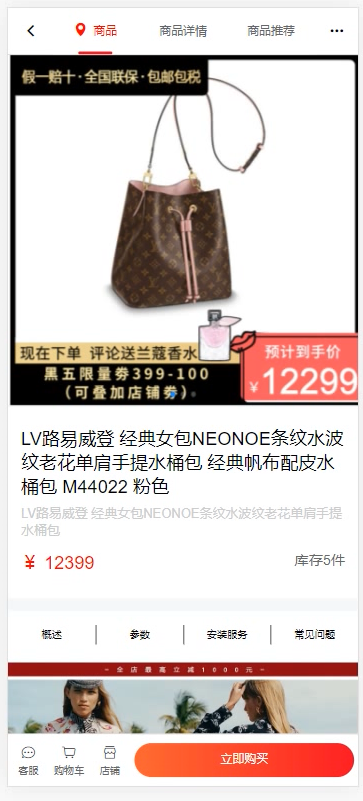 商品 商品详情 商品推荐
假一赔十·全国联保·包邮包税
现在下单 评论送兰蔻香水
预计到手价
黑五限量券399-100
¥12299
(可叠加店铺券)
LV路易威登 经典女包NEONOE条纹水波
纹老花单肩手提水桶包 经典帆布配皮水
桶包 M44022 粉色
LV路易威登 经典女包NEONOE条纹水波纹老花单肩手提
水桶包
¥ 12399 库存5件
概述 参数 安装服务 常见问题
全店最高立减1000元
客服 购物车 店铺 立即购买